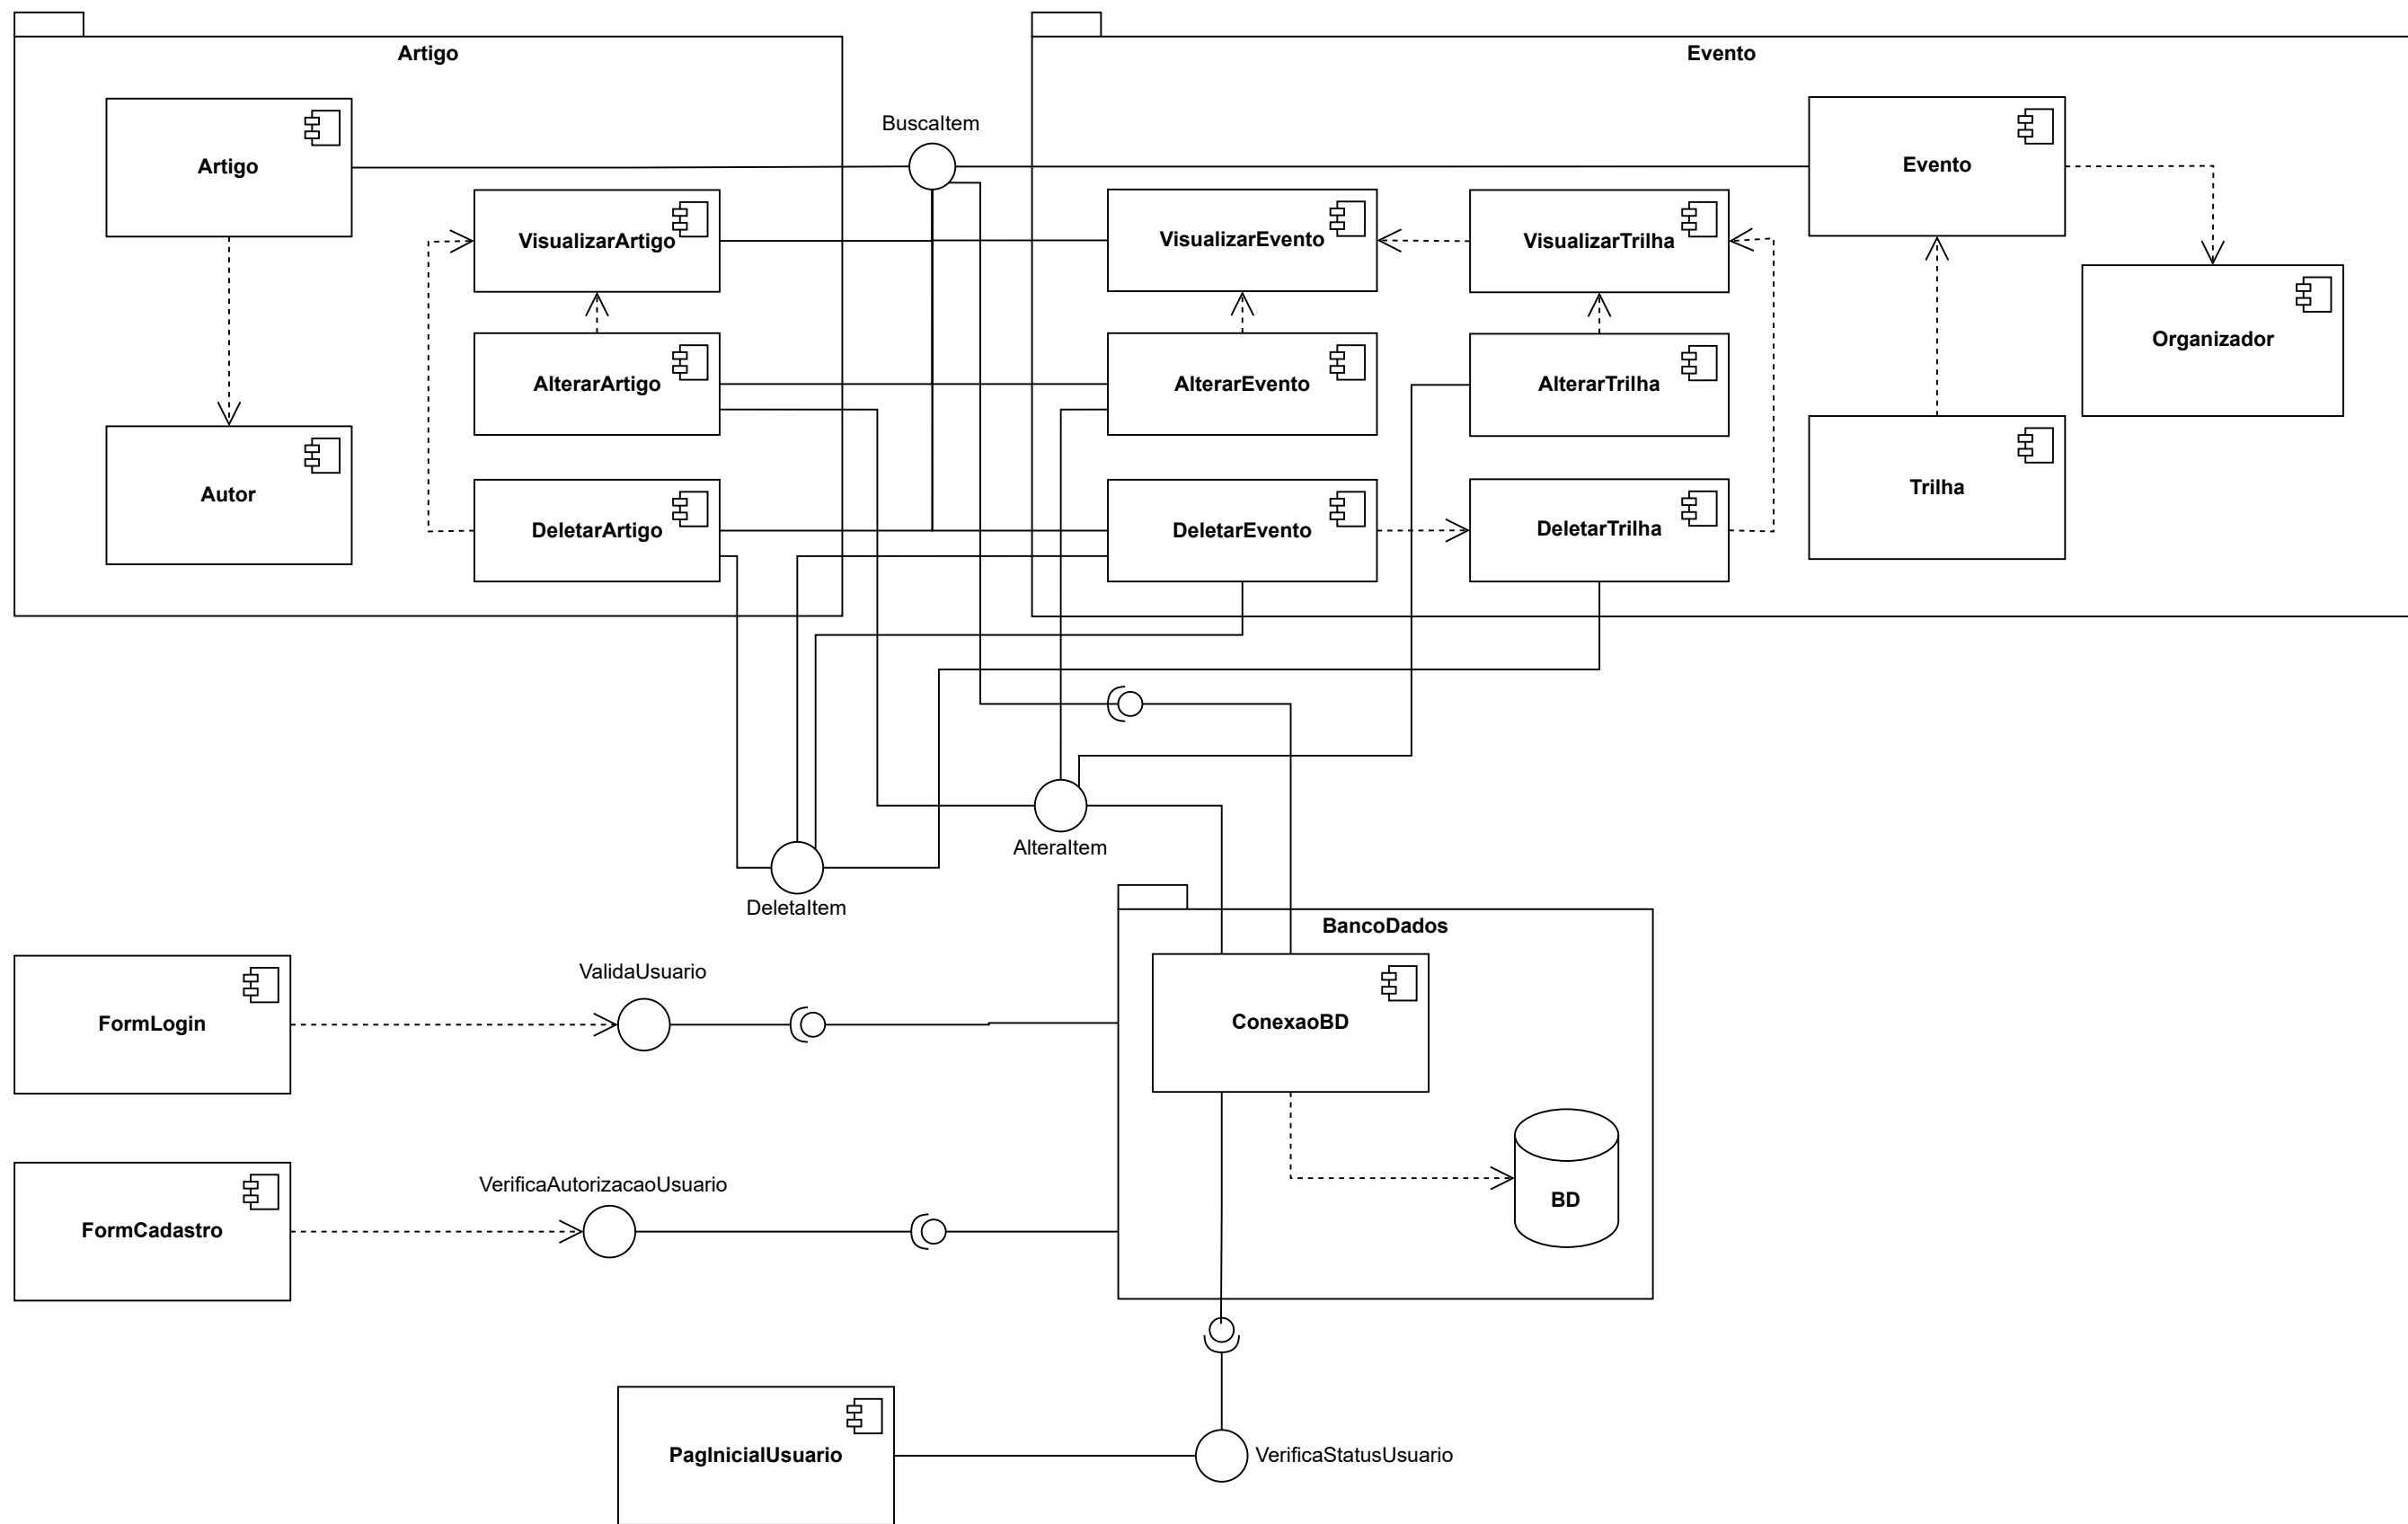 Artigo
Evento
Artigo
BuscaItem
Evento
VisualizarArtigo
VisualizarEvento
VisualizarTrilha
Organizador
AlterarArtigo
AlterarEvento
AlterarTrilha
Autor
Trilha
DeletarArtigo
DeletarEvento
DeletarTrilha
AlteraItem
DeletaItem
BancoDados
ValidaUsuario
FormLogin
ConexaoBD
VerificaAutorizacaoUsuario
BD
FormCadastro
PagInicialUsuario
VerificaStatusUsuario